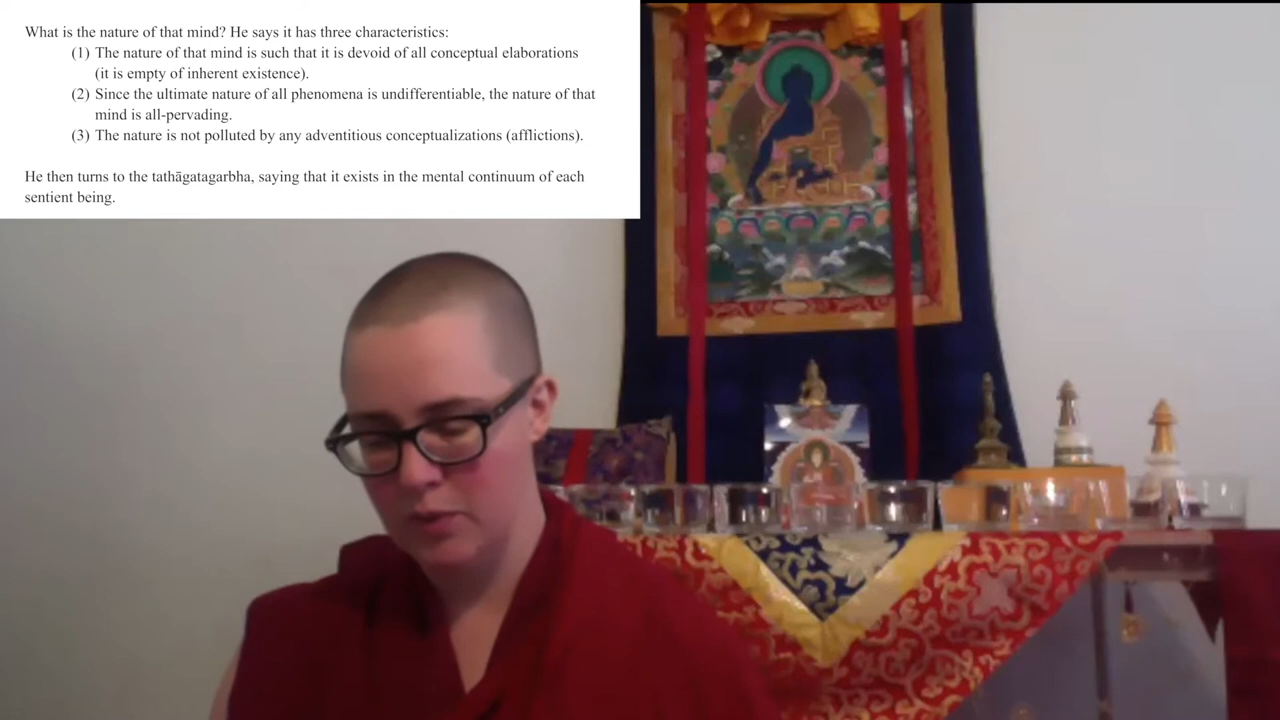 What is the nature of that mind? He says it has three characteristics:
(1) The nature of that mind is such that it is devoid of all conceptual elaborations
(it is empty of inherent existence).
(2) Since the ultimate nature of all phenomena is undifferentiable, the nature of that
mind is all-pervading.
(3) The nature is not polluted by any adventitious conceptualizations (afflictions).
He then turns to the tathāgatagarbha, saying that it exists in the mental continuum of each
sentient being.